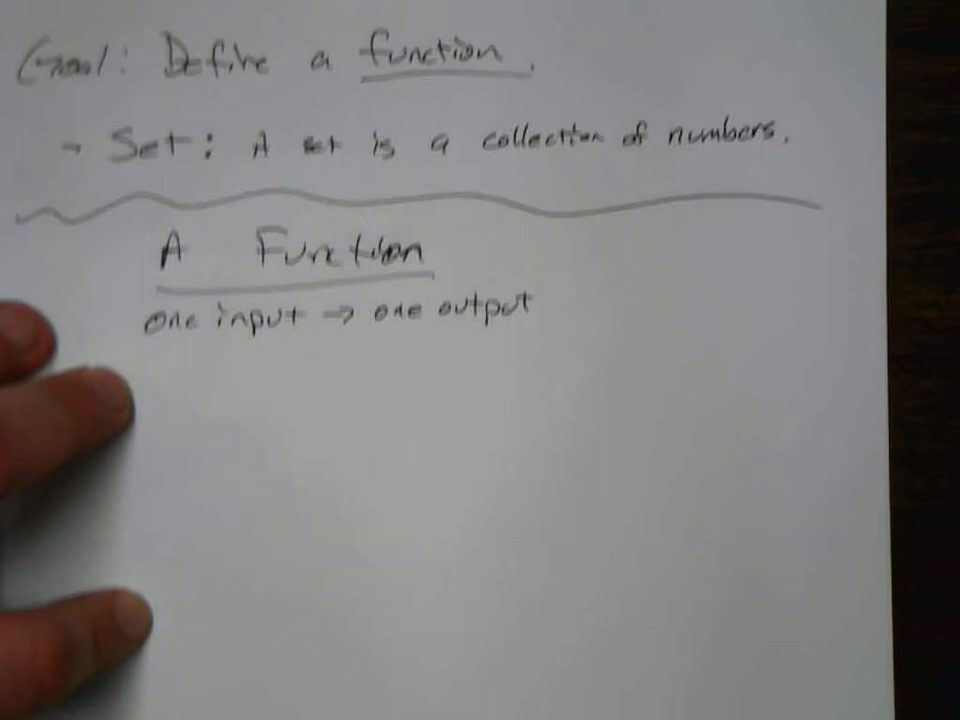 Goal: Define a function.
- Set: A set is a collection of numbers.
A Function
one input → one output